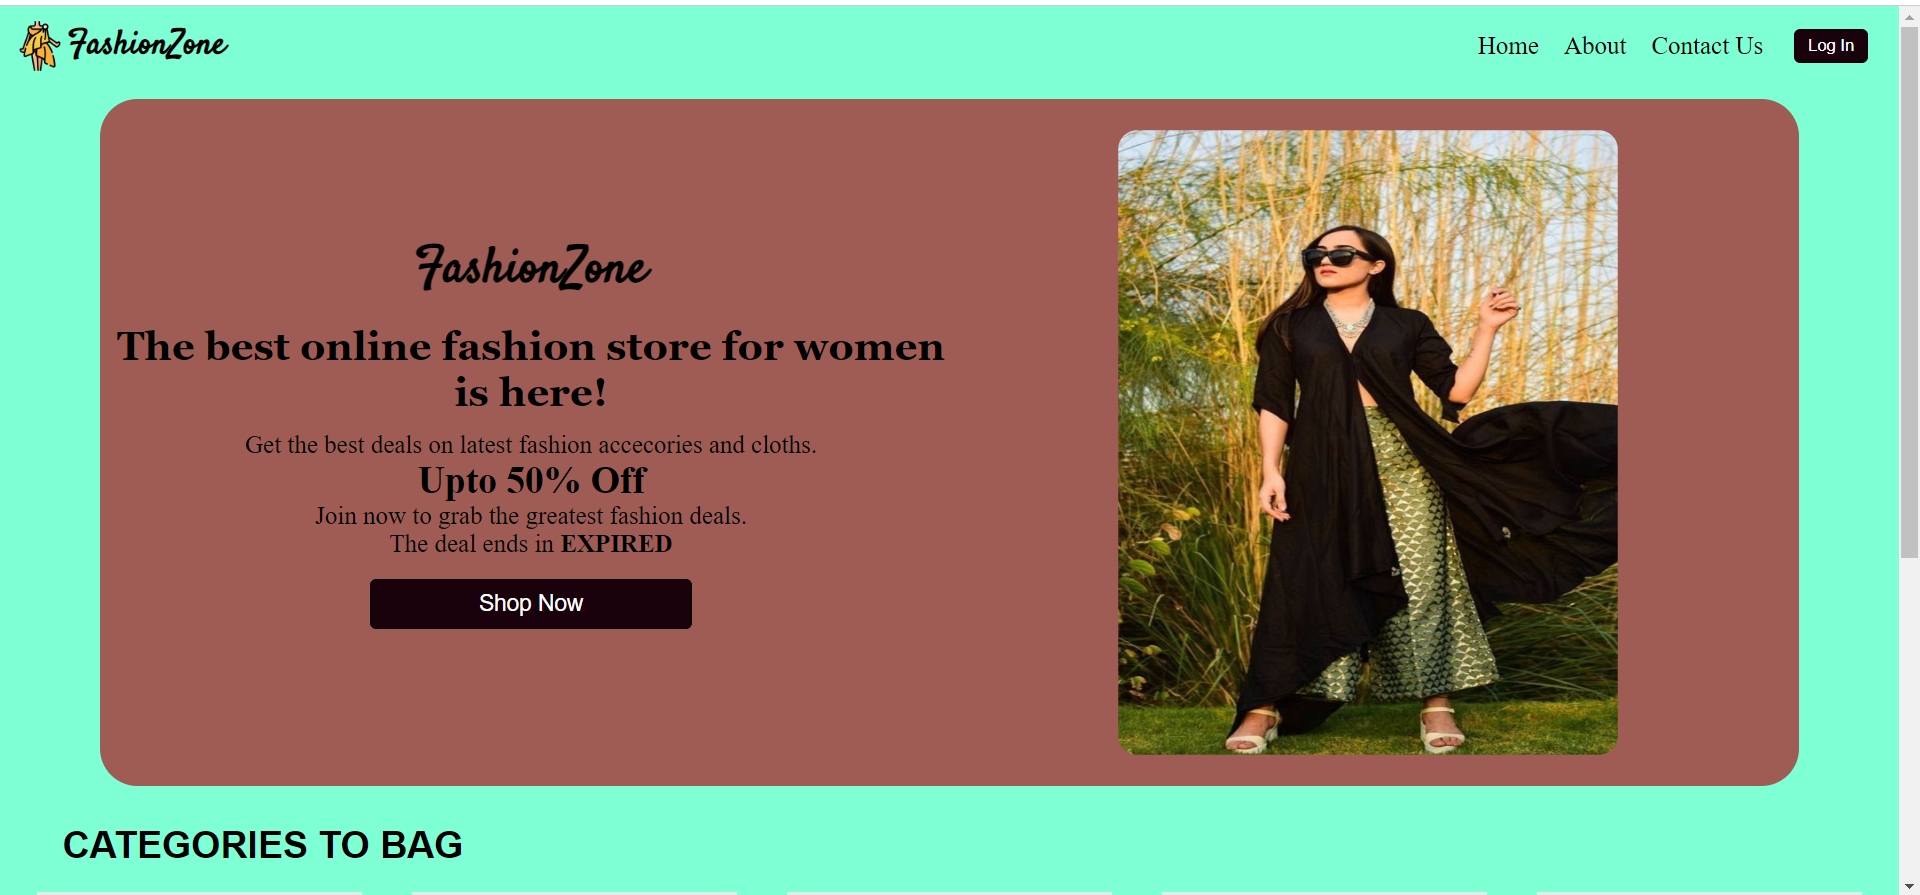 FashionZone
Home About Contact Us Log In
FashionZone
The best online fashion store for women
is here!
Get the best deals on latest fashion accecories and cloths.
Upto 50% Off
Join now to grab the greatest fashion deals.
The deal ends in EXPIRED
Shop Now
CATEGORIES TO BAG